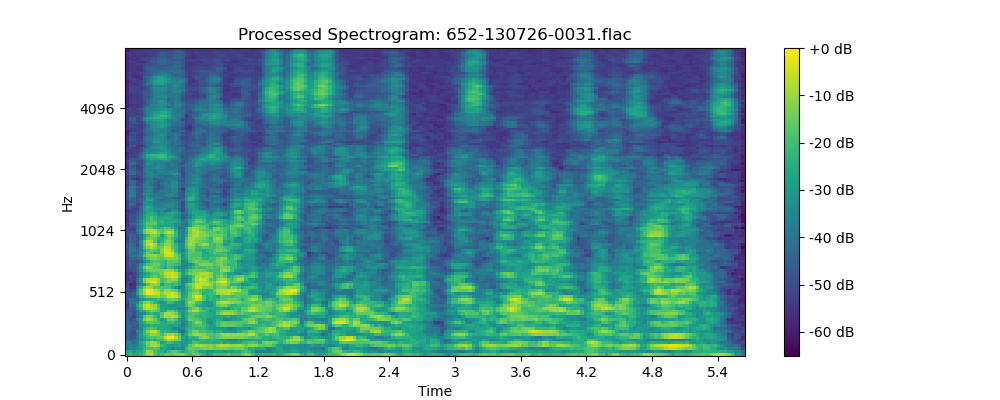 Processed Spectrogram: 652-130726-0031.flac
Hz
4096
2048
1024
512
0
0 0.6 1.2 1.8 2.4 3 3.6 4.2 4.8 5.4
Time
+0 dB
-10 dB
-20 dB
-30 dB
-40 dB
-50 dB
-60 dB